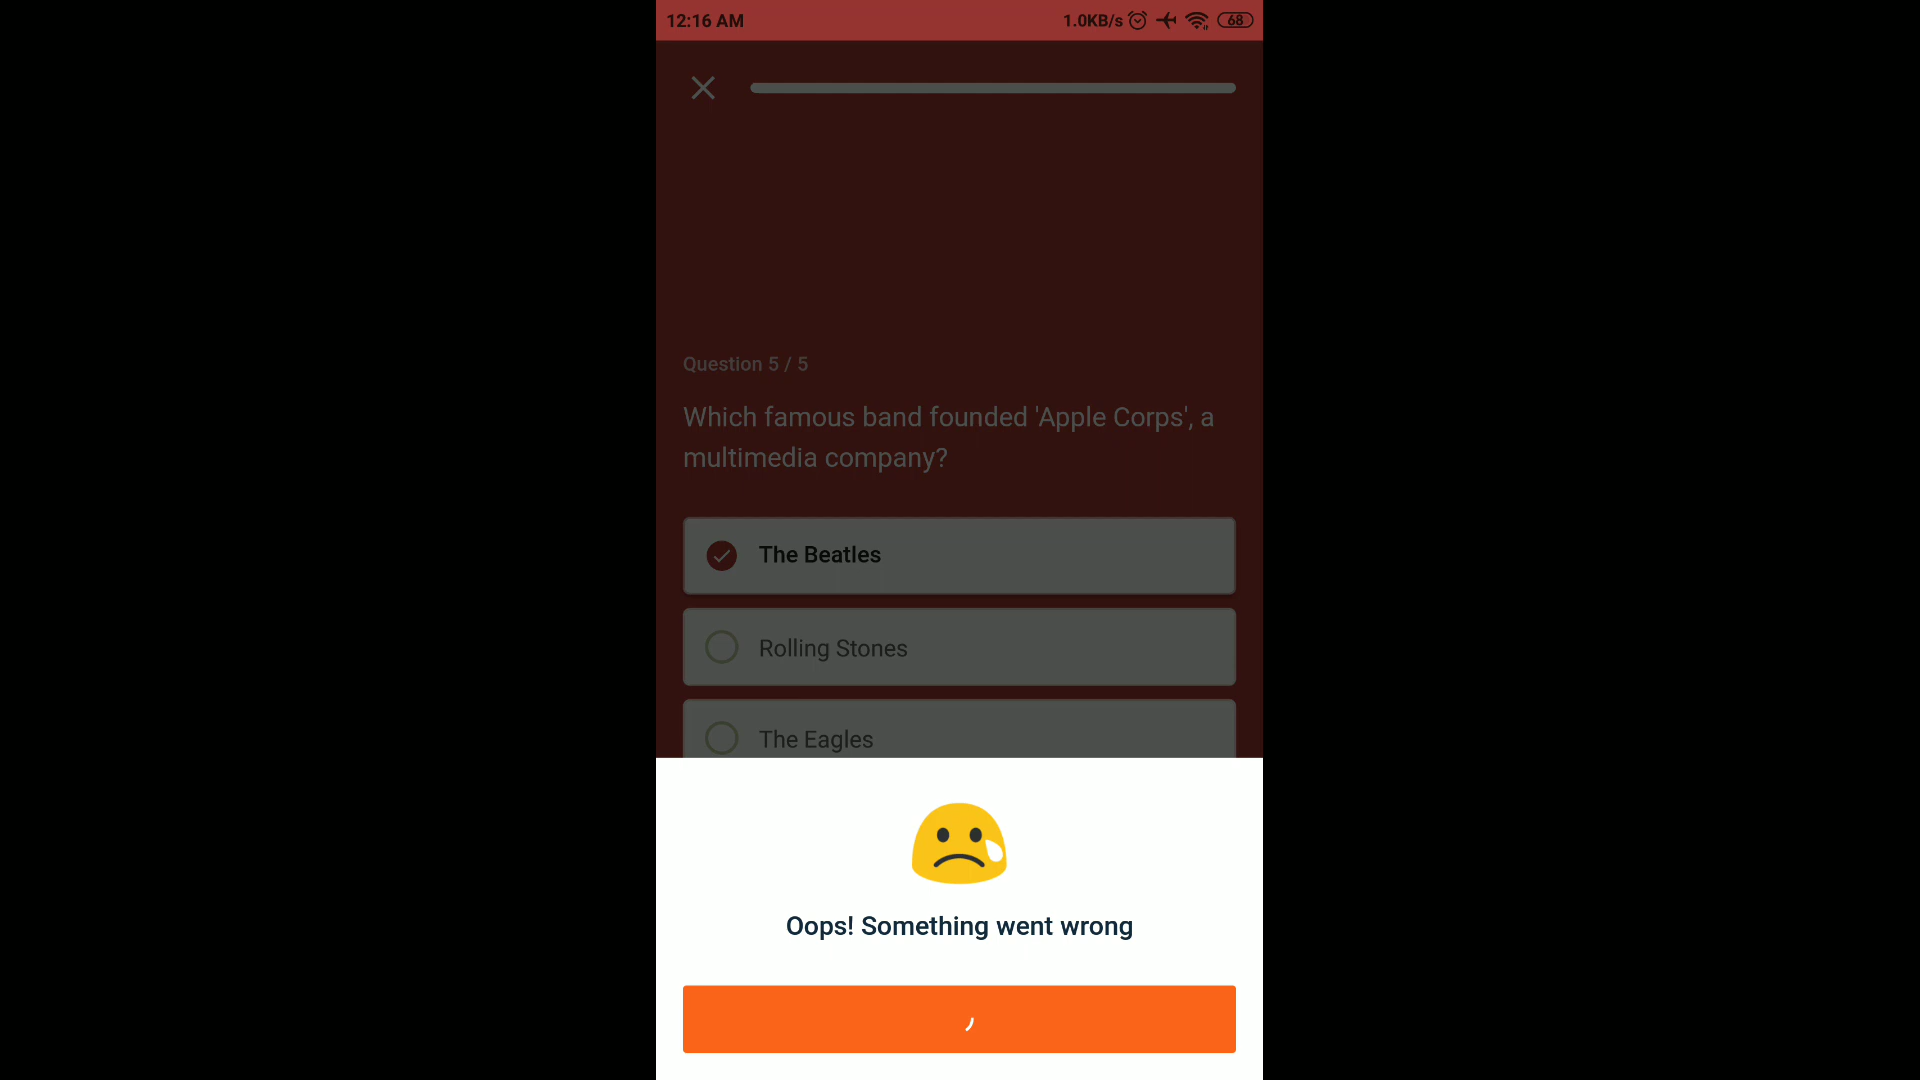 12:16 AM 1.0KB/s 68
Question 5 / 5
Which famous band founded 'Apple Corps', a
multimedia company?
The Beatles
Rolling Stones
The Eagles
Oops! Something went wrong